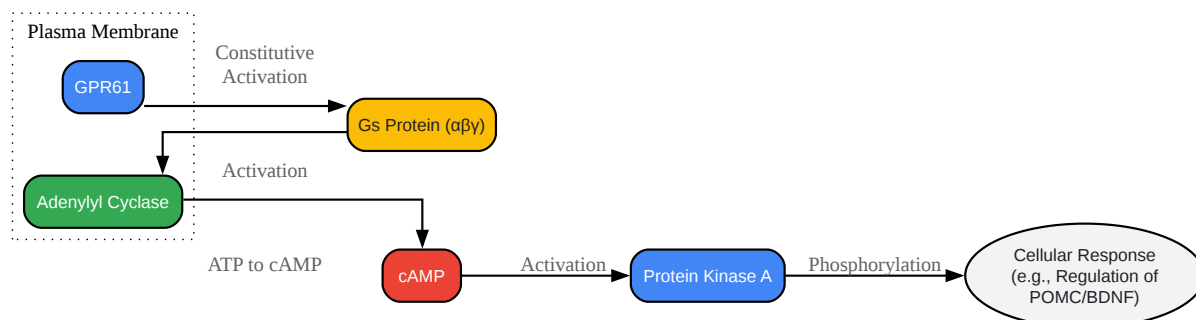 Plasma Membrane
Constitutive
Activation
GPR61
Gs Protein (αβγ)
Activation
Adenylyl Cyclase
ATP to cAMP
cAMP
Activation
Protein Kinase A
Phosphorylation
Cellular Response
(e.g., Regulation of
POMC/BDNF)